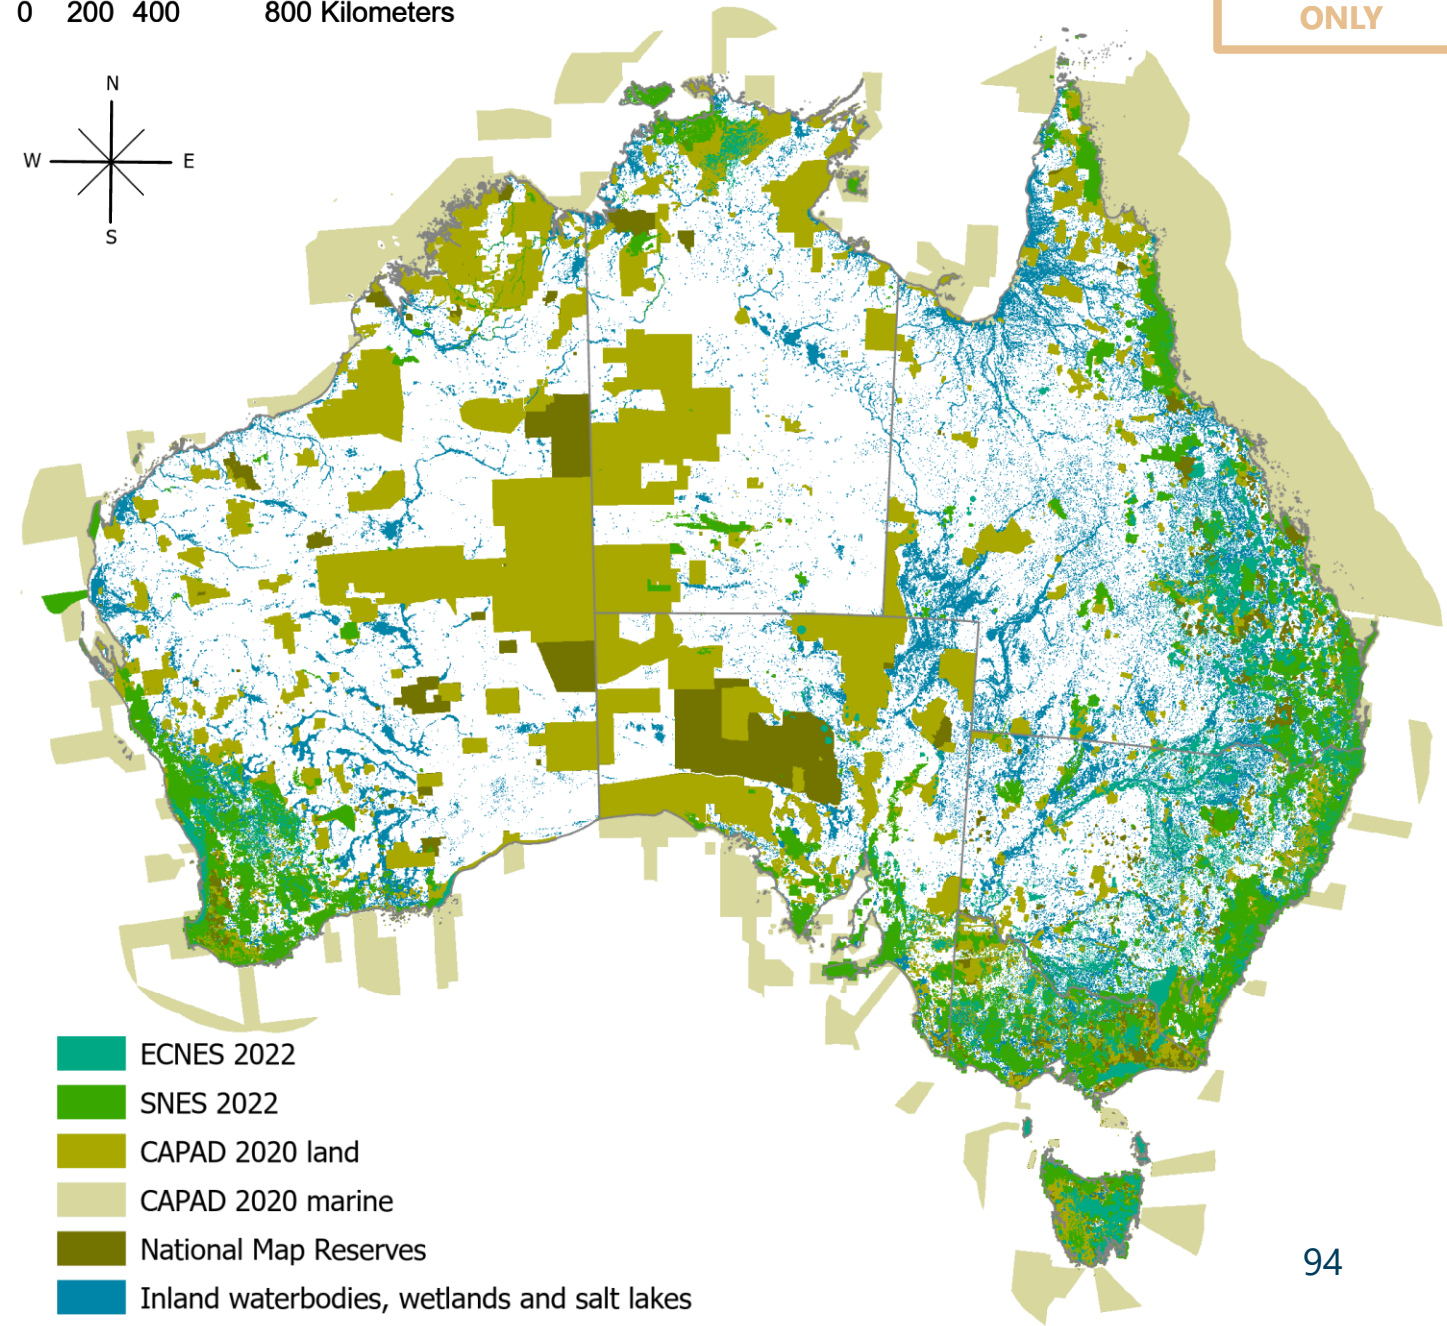 0 200 400 800 Kilometers
ONLY
N
W E
S
ECNES 2022
SNES 2022
CAPAD 2020 land
CAPAD 2020 marine
National Map Reserves
Inland waterbodies, wetlands and salt lakes
94